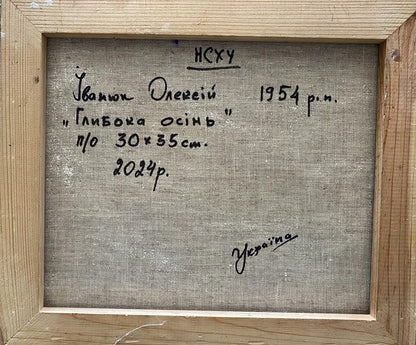 НСХУ
Іванюк Олексій 1954 р.н.
„Глибока осінь"
п/о 30×35см.
2024р.
Україна